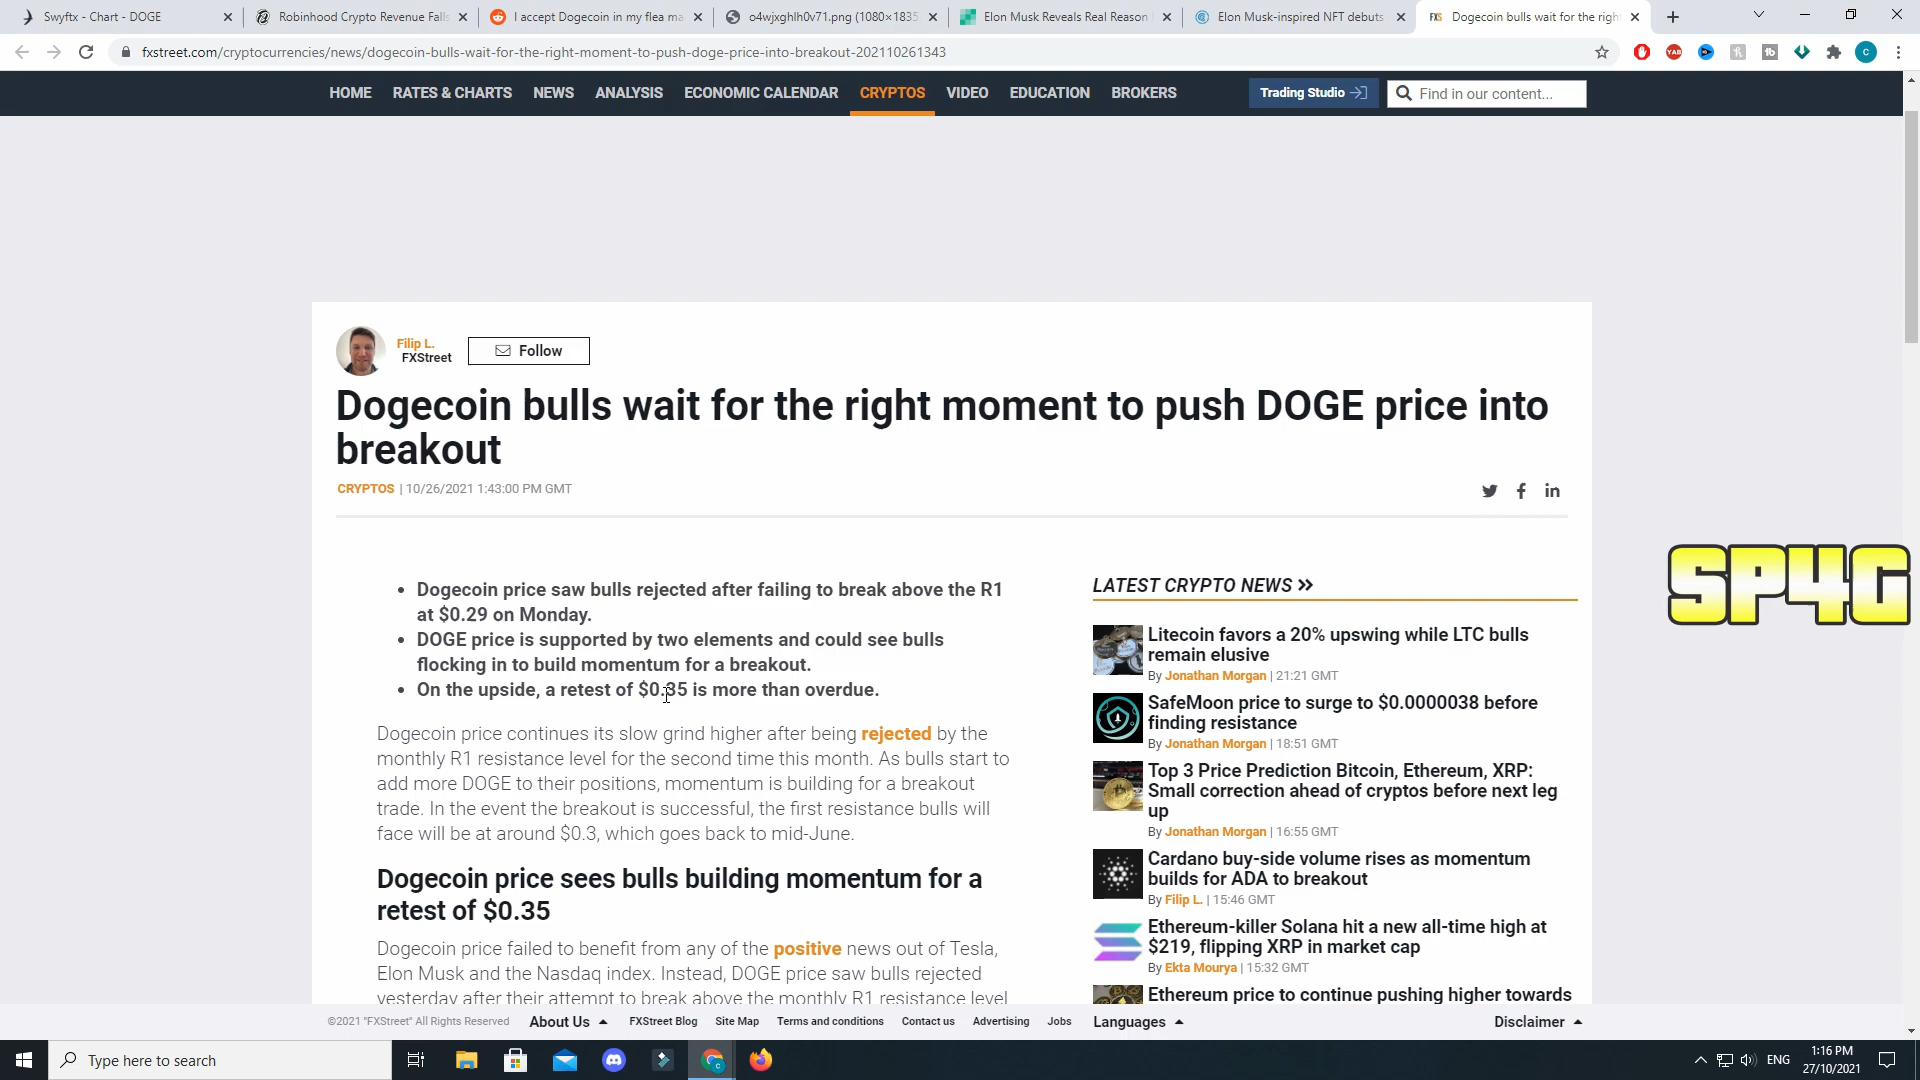 Swyftx - Chart - DOGE
Robinhood Crypto Revenue Falls
I accept Dogecoin in my flea ma
o4wjxghlh0v71.png (1080×1835
Elon Musk Reveals Real Reason
Elon Musk-inspired NFT debuts
FXS Dogecoin bulls wait for the righ
fxstreet.com/cryptocurrencies/news/dogecoin-bulls-wait-for-the-right-moment-to-push-doge-price-into-breakout-202110261343
HOME RATES & CHARTS NEWS ANALYSIS ECONOMIC CALENDAR CRYPTOS VIDEO EDUCATION BROKERS Trading Studio Find in our content...
Filip L.
FXStreet
Follow
Dogecoin bulls wait for the right moment to push DOGE price into
breakout
CRYPTOS | 10/26/2021 1:43:00 PM GMT
• Dogecoin price saw bulls rejected after failing to break above the R1
at $0.29 on Monday.
• DOGE price is supported by two elements and could see bulls
flocking in to build momentum for a breakout.
• On the upside, a retest of $0.35 is more than overdue.
Dogecoin price continues its slow grind higher after being rejected by the
monthly R1 resistance level for the second time this month. As bulls start to
add more DOGE to their positions, momentum is building for a breakout
trade. In the event the breakout is successful, the first resistance bulls will
face will be at around $0.3, which goes back to mid-June.
Dogecoin price sees bulls building momentum for a
retest of $0.35
Dogecoin price failed to benefit from any of the positive news out of Tesla,
Elon Musk and the Nasdaq index. Instead, DOGE price saw bulls rejected
yesterday after their attempt to break above the monthly R1 resistance level
LATEST CRYPTO NEWS
Litecoin favors a 20% upswing while LTC bulls
remain elusive
By Jonathan Morgan | 21:21 GMT
SafeMoon price to surge to $0.0000038 before
finding resistance
By Jonathan Morgan | 18:51 GMT
Top 3 Price Prediction Bitcoin, Ethereum, XRP:
Small correction ahead of cryptos before next leg
up
By Jonathan Morgan | 16:55 GMT
Cardano buy-side volume rises as momentum
builds for ADA to breakout
By Filip L. | 15:46 GMT
Ethereum-killer Solana hit a new all-time high at
$219, flipping XRP in market cap
By Ekta Mourya | 15:32 GMT
Ethereum price to continue pushing higher towards
SP4G
©2021 "FXStreet" All Rights Reserved About Us FXStreet Blog Site Map Terms and conditions Contact us Advertising Jobs Languages Disclaimer
Type here to search
ENG
1:16 PM
27/10/2021